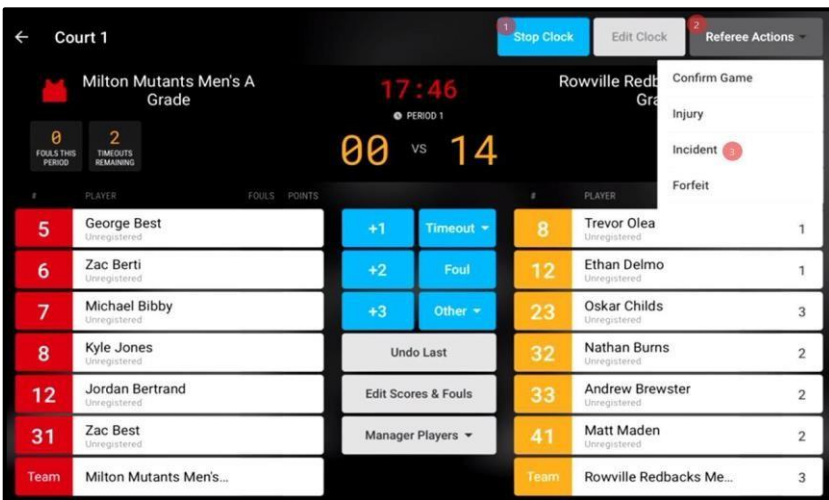 ← Court 1
1
Stop Clock
Edit Clock
2
Referee Actions
Milton Mutants Men's A
Grade
17:46
PERIOD 1
00 VS 14
Rowville Redb
Gra
0
FOULS THIS
PERIOD
2
TIMEOUTS
REMAINING
Confirm Game
Injury
Incident 3
Forfeit
# PLAYER FOULS POINTS
# PLAYER
5 George Best
Unregistered
6 Zac Berti
Unregistered
7 Michael Bibby
Unregistered
8 Kyle Jones
Unregistered
12 Jordan Bertrand
Unregistered
31 Zac Best
Unregistered
Team Milton Mutants Men's...
+1 Timeout
+2 Foul
+3 Other
Undo Last
Edit Scores & Fouls
Manager Players
8 Trevor Olea 1
Unregistered
12 Ethan Delmo 1
Unregistered
23 Oskar Childs 3
Unregistered
32 Nathan Burns 2
Unregistered
33 Andrew Brewster 2
Unregistered
41 Matt Maden 2
Unregistered
Team Rowville Redbacks Me... 3